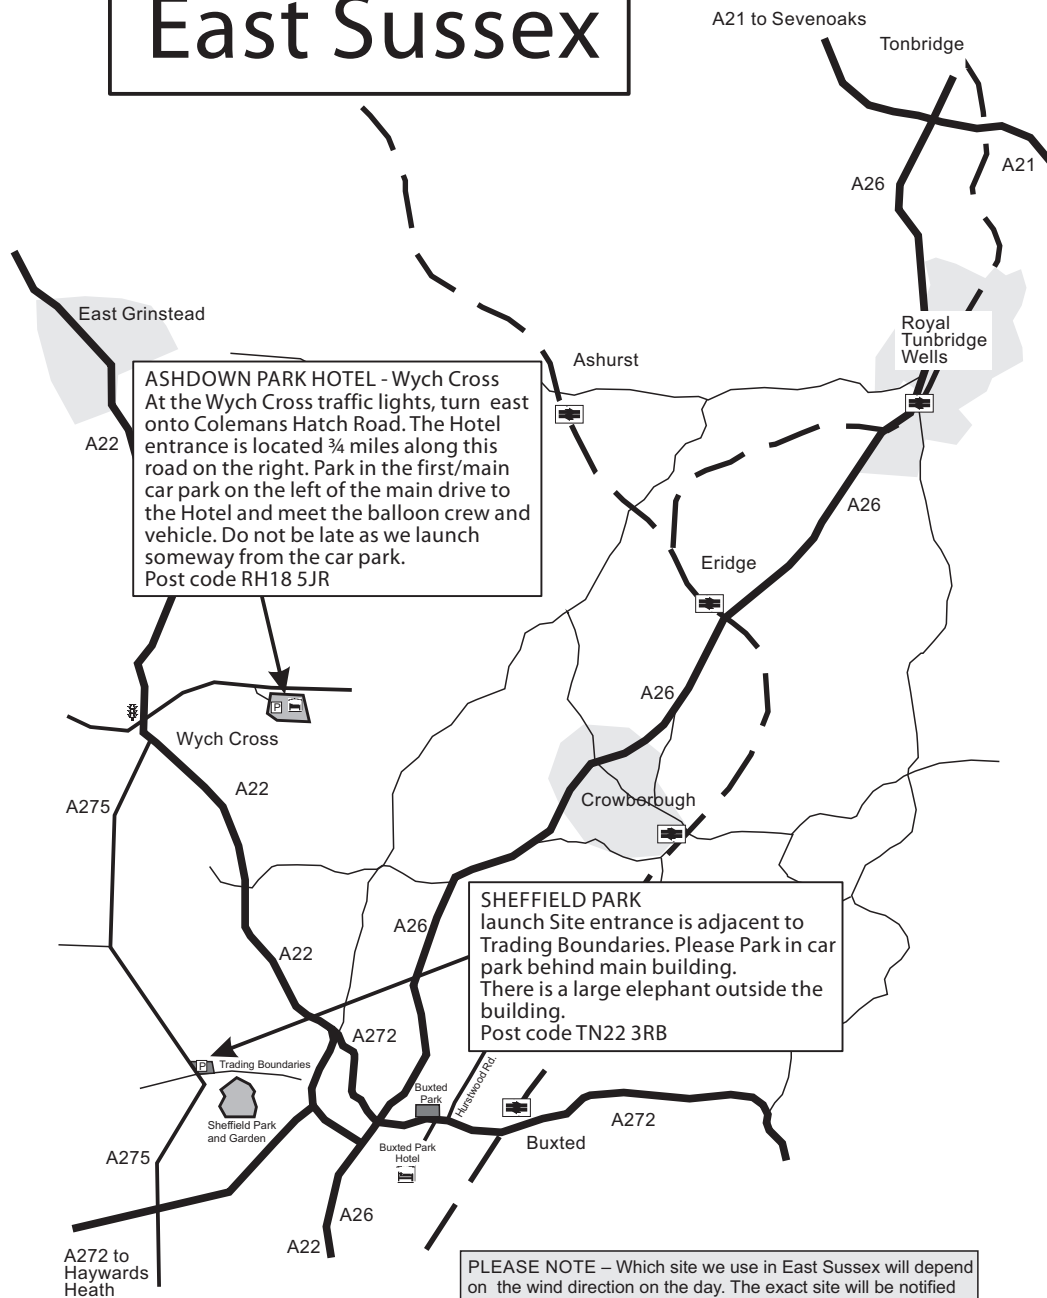 East Sussex
A21 to Sevenoaks
Tonbridge
A21
A26
East Grinstead
Royal
Tunbridge
Wells
Ashurst
ASHDOWN PARK HOTEL - Wych Cross
At the Wych Cross traffic lights, turn east
onto Colemans Hatch Road. The Hotel
entrance is located ¾ miles along this
road on the right. Park in the first/main
car park on the left of the main drive to
the Hotel and meet the balloon crew and
vehicle. Do not be late as we launch
someway from the car park.
Post code RH18 5JR
A22
A26
Eridge
A26
P
Wych Cross
A22
A275
Crowborough
SHEFFIELD PARK
launch Site entrance is adjacent to
Trading Boundaries. Please Park in car
park behind main building.
There is a large elephant outside the
building.
Post code TN22 3RB
A26
A22
A272
P
Trading Boundaries
Hurstwood Rd.
Buxted
Park
Sheffield Park
and Garden
A272
Buxted
Buxted Park
Hotel
A275
A26
A22
A272 to
Haywards
Heath
PLEASE NOTE – Which site we use in East Sussex will depend
on the wind direction on the day. The exact site will be notified